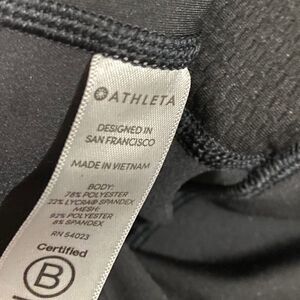 ATHLETA
DESIGNED IN
SAN FRANCISCO
MADE IN VIETNAM
BODY:
78% POLYESTER
22% LYCRA® SPANDEX
MESH:
92% POLYESTER
8% SPANDEX
RN 54023
Certified
B